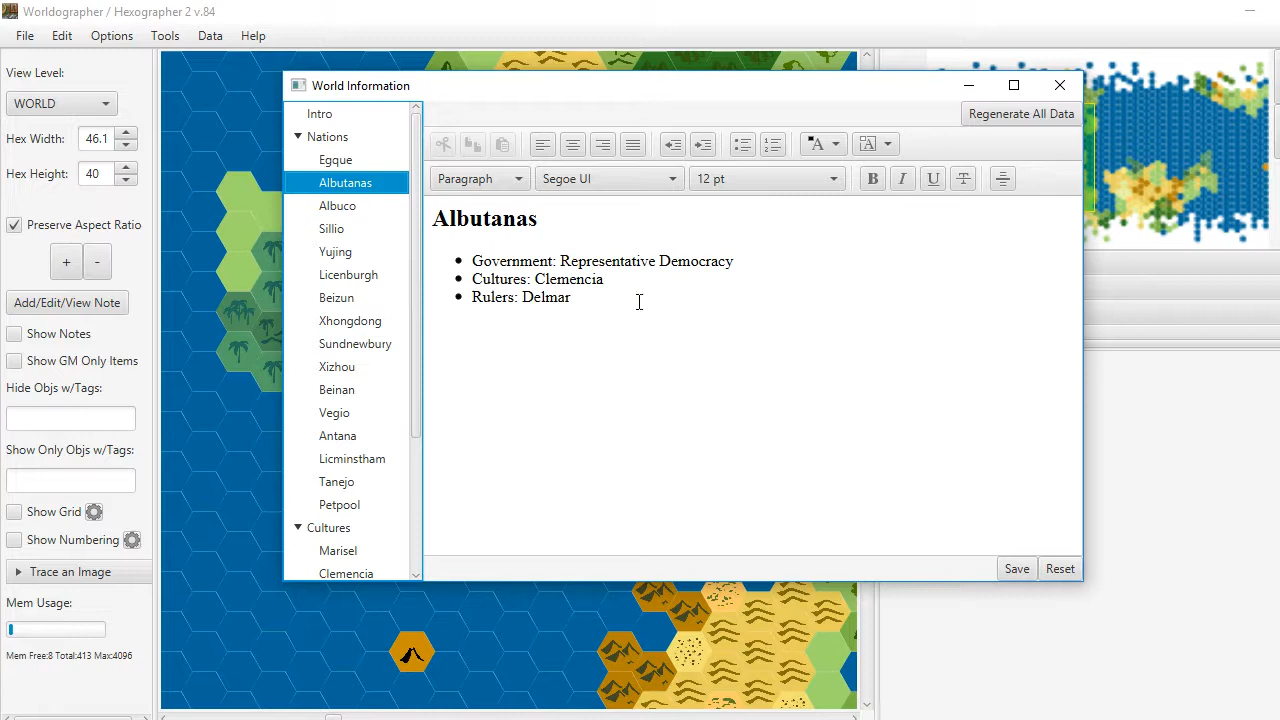 Worldographer / Hexographer 2 v.84
File Edit Options Tools Data Help
View Level:
WORLD
Hex Width: 46.1
Hex Height: 40
Preserve Aspect Ratio
+ -
Add/Edit/View Note
Show Notes
Show GM Only Items
Hide Objs w/Tags:
Show Only Objs w/Tags:
Show Grid
Show Numbering
Trace on Image
Mem Usage:
Mem Free:
Total:413 Max:4096
World Information
Intro
Nations
Egque
Albutanas
Albuco
Sillio
Yujing
Licenburgh
Beizun
Xhongdong
Sundnewbury
Xizhou
Beinan
Vegio
Antana
Licminstham
Tanejo
Petpool
Cultures
Marisel
Clemencia
Regenerate All Data
Paragraph Segoe UI 12 pt B I U
Albutanas
Government: Representative Democracy
Cultures: Clemencia
Rulers: Delmar
Save Reset